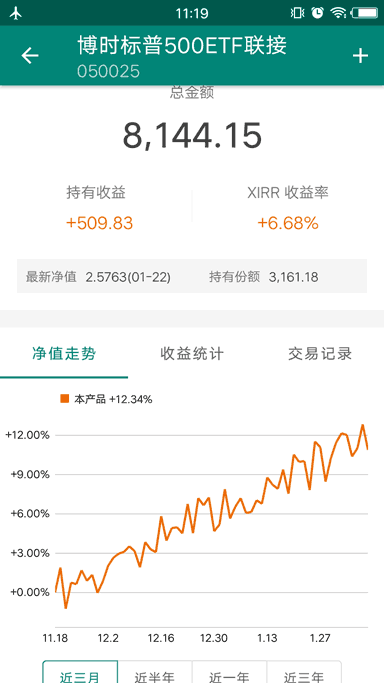 11:19
博时标普500ETF联接
050025
总金额
8,144.15
持有收益 XIRR 收益率
+509.83 +6.68%
最新净值 2.5763(01-22) 持有份额 3,161.18
净值走势 收益统计 交易记录
本产品 +12.34%
+12.00%
+9.00%
+6.00%
+3.00%
+0.00%
11.18 12.2 12.16 12.30 1.13 1.27
近三月 近半年 近一年 近三年